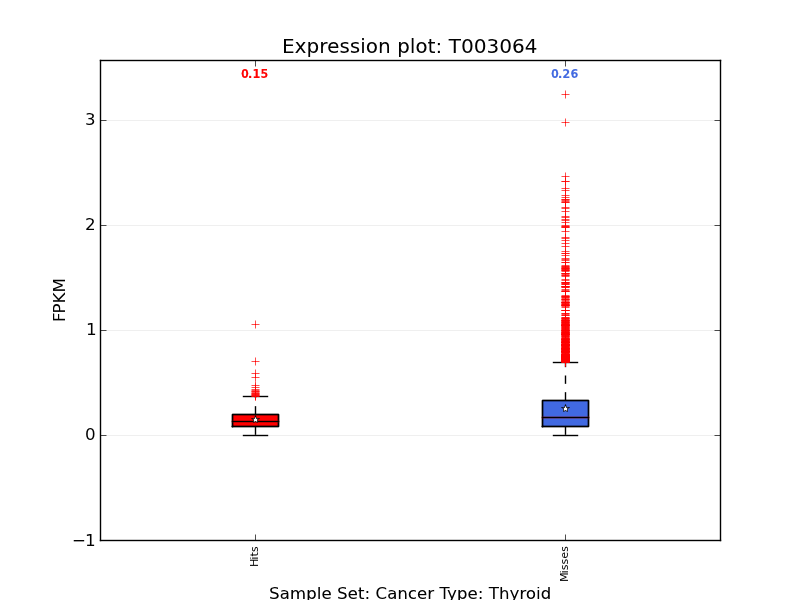 Expression plot: T003064
0.15
0.26
3
2
1
0
−1
FPKM
Hits
Misses
Sample Set: Cancer Type: Thyroid